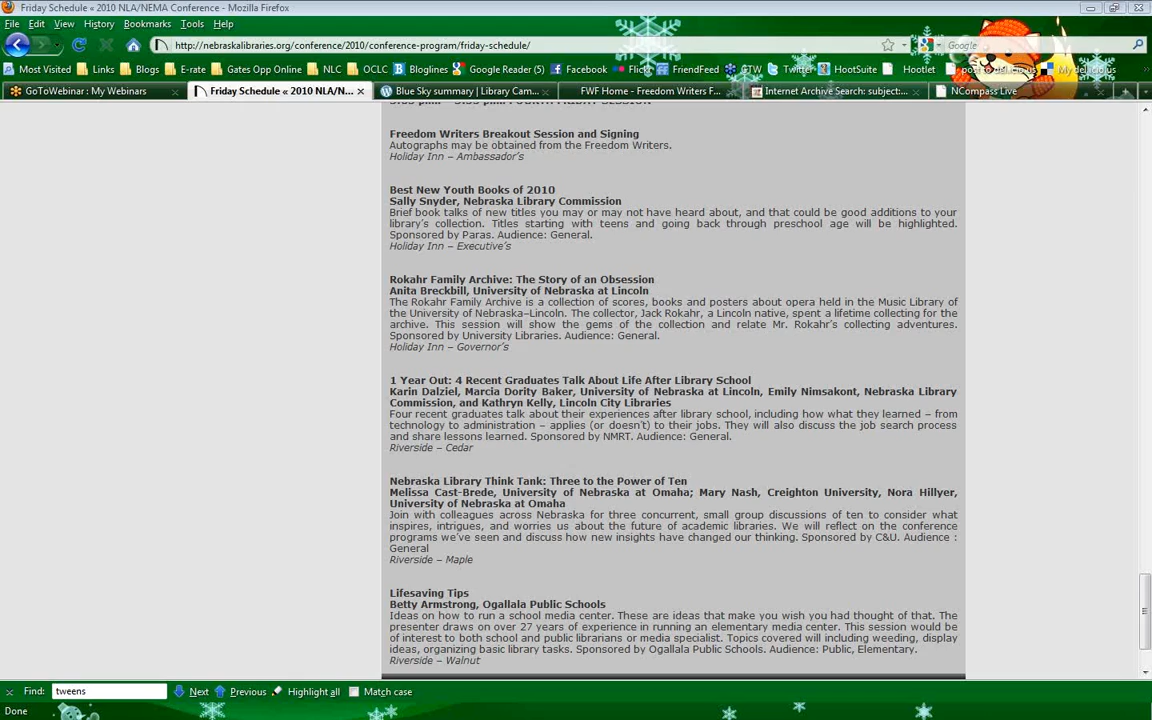 Friday Schedule « 2010 NLA/NEMA Conference - Mozilla Firefox
File Edit View History Bookmarks Tools Help
http://nebraskalibraries.org/conference/2010/conference-program/friday-schedule/
Google
Most Visited Links Blogs E-rate Gates Opp Online NLC OCLC Bloglines Google Reader (5) Facebook Flickr FriendFeed GTW Twitter HootSuite Hootlet post to delicious My delicious
GoToWebinar : My Webinars Friday Schedule « 2010 NLA/N... Blue Sky summary | Library Cam... FWF Home - Freedom Writers F... Internet Archive Search: subject:... NCompass Live
Freedom Writers Breakout Session and Signing
Autographs may be obtained from the Freedom Writers.
Holiday Inn – Ambassador's
Best New Youth Books of 2010
Sally Snyder, Nebraska Library Commission
Brief book talks of new titles you may or may not have heard about, and that could be good additions to your
library's collection. Titles starting with teens and going back through preschool age will be highlighted.
Sponsored by Paras. Audience: General.
Holiday Inn – Executive's
Rokahr Family Archive: The Story of an Obsession
Anita Breckbill, University of Nebraska at Lincoln
The Rokahr Family Archive is a collection of scores, books and posters about opera held in the Music Library of
the University of Nebraska–Lincoln. The collector, Jack Rokahr, a Lincoln native, spent a lifetime collecting for the
archive. This session will show the gems of the collection and relate Mr. Rokahr's collecting adventures.
Sponsored by University Libraries. Audience: General.
Holiday Inn – Governor's
1 Year Out: 4 Recent Graduates Talk About Life After Library School
Karin Dalziel, Marcia Dority Baker, University of Nebraska at Lincoln, Emily Nimsakont, Nebraska Library
Commission, and Kathryn Kelly, Lincoln City Libraries
Four recent graduates talk about their experiences after library school, including how what they learned – from
technology to administration – applies (or doesn't) to their jobs. They will also discuss the job search process
and share lessons learned. Sponsored by NMRT. Audience: General.
Riverside – Cedar
Nebraska Library Think Tank: Three to the Power of Ten
Melissa Cast-Brede, University of Nebraska at Omaha; Mary Nash, Creighton University, Nora Hillyer,
University of Nebraska at Omaha
Join with colleagues across Nebraska for three concurrent, small group discussions of ten to consider what
inspires, intrigues, and worries us about the future of academic libraries. We will reflect on the conference
programs we've seen and discuss how new insights have changed our thinking. Sponsored by C&U. Audience :
General
Riverside – Maple
Lifesaving Tips
Betty Armstrong, Ogallala Public Schools
Ideas on how to run a school media center. These are ideas that make you wish you had thought of that. The
presenter draws on over 27 years of experience in running an elementary media center. This session would be
of interest to both school and public librarians or media specialist. Topics covered will including weeding, display
ideas, organizing basic library tasks. Sponsored by Ogallala Public Schools. Audience: Public, Elementary.
Riverside – Walnut
Find: tweens Next Previous Highlight all Match case
Done